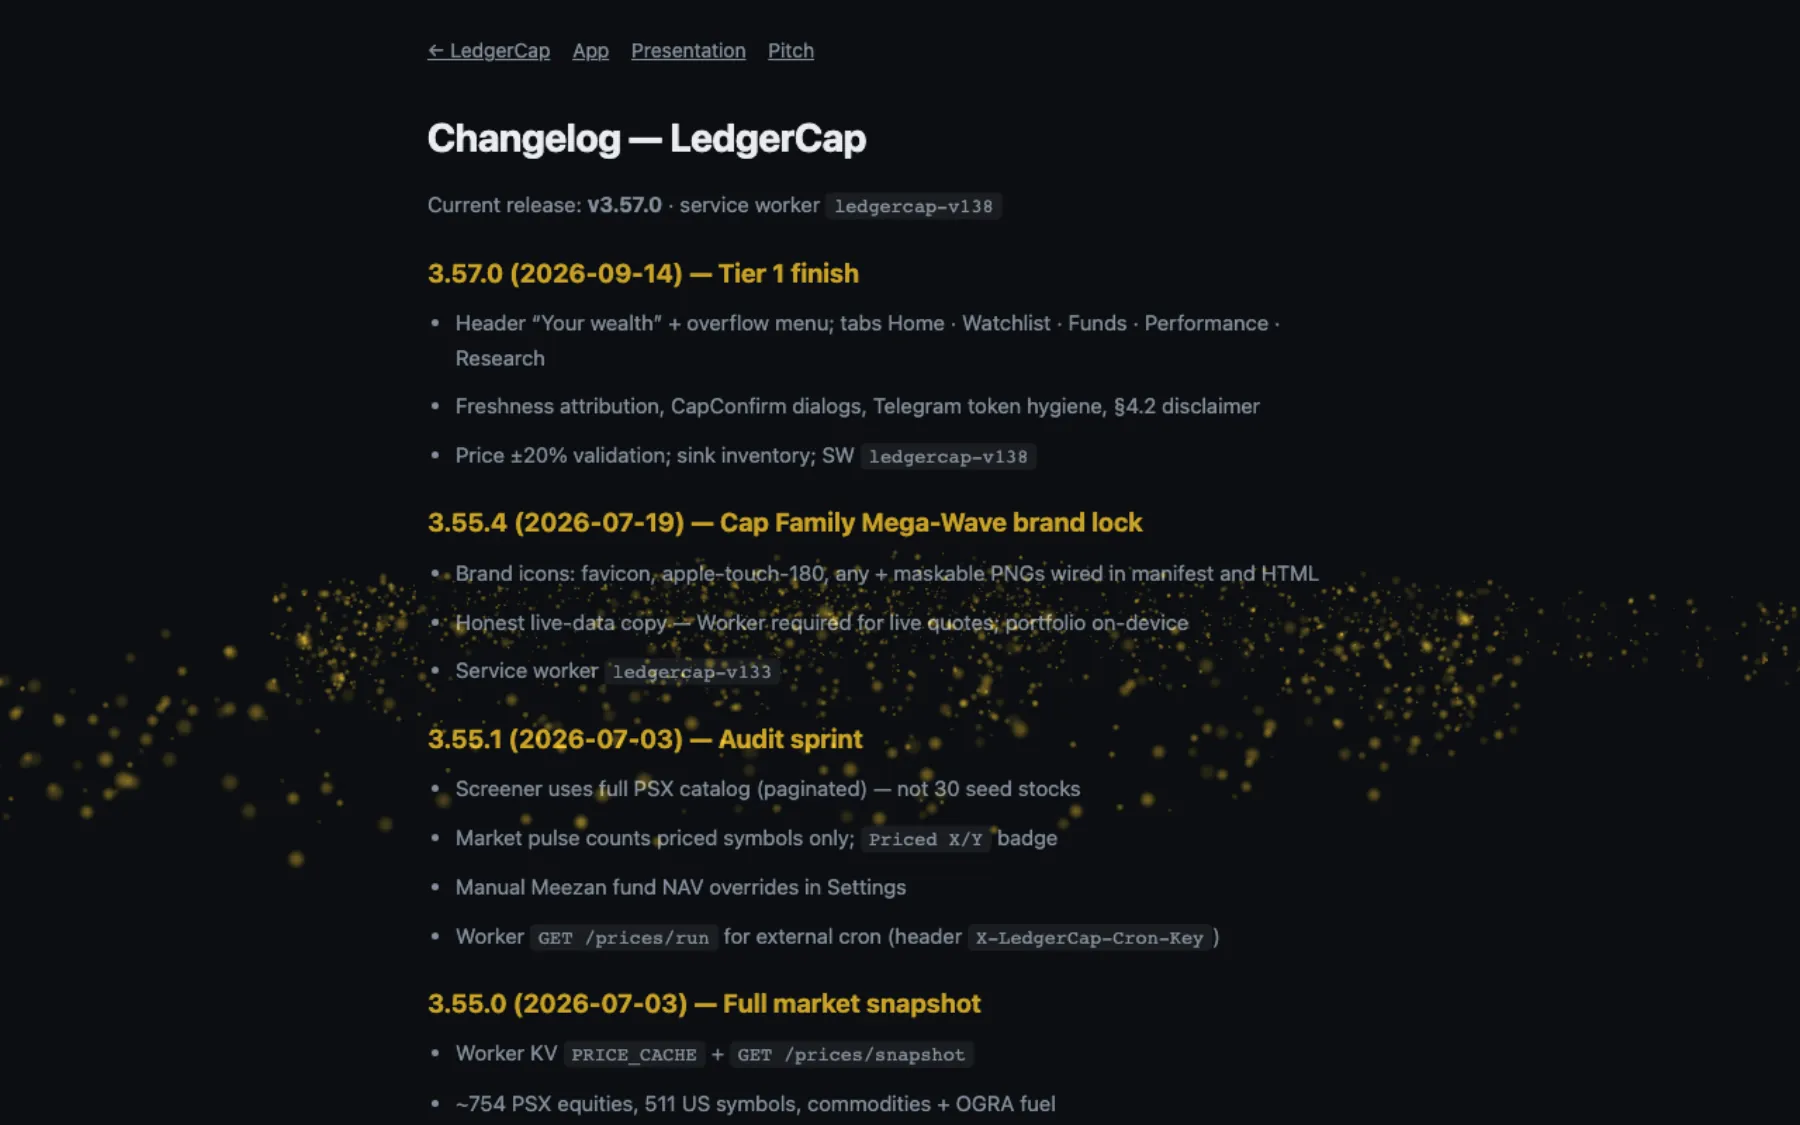 ← LedgerCap App Presentation Pitch
Changelog — LedgerCap
Current release: v3.57.0 · service worker ledgercap-v138
3.57.0 (2026-09-14) — Tier 1 finish
• Header “Your wealth” + overflow menu; tabs Home · Watchlist · Funds · Performance ·
Research
• Freshness attribution, CapConfirm dialogs, Telegram token hygiene, §4.2 disclaimer
• Price ±20% validation; sink inventory; SW ledgercap-v138
3.55.4 (2026-07-19) — Cap Family Mega-Wave brand lock
• Brand icons: favicon, apple-touch-180, any + maskable PNGs wired in manifest and HTML
• Honest live-data copy — Worker required for live quotes; portfolio on-device
• Service worker ledgercap-v133
3.55.1 (2026-07-03) — Audit sprint
• Screener uses full PSX catalog (paginated) — not 30 seed stocks
• Market pulse counts priced symbols only; Priced X/Y badge
• Manual Meezan fund NAV overrides in Settings
• Worker GET /prices/run for external cron (header X-LedgerCap-Cron-Key)
3.55.0 (2026-07-03) — Full market snapshot
• Worker KV PRICE_CACHE + GET /prices/snapshot
• ~754 PSX equities, 511 US symbols, commodities + OGRA fuel